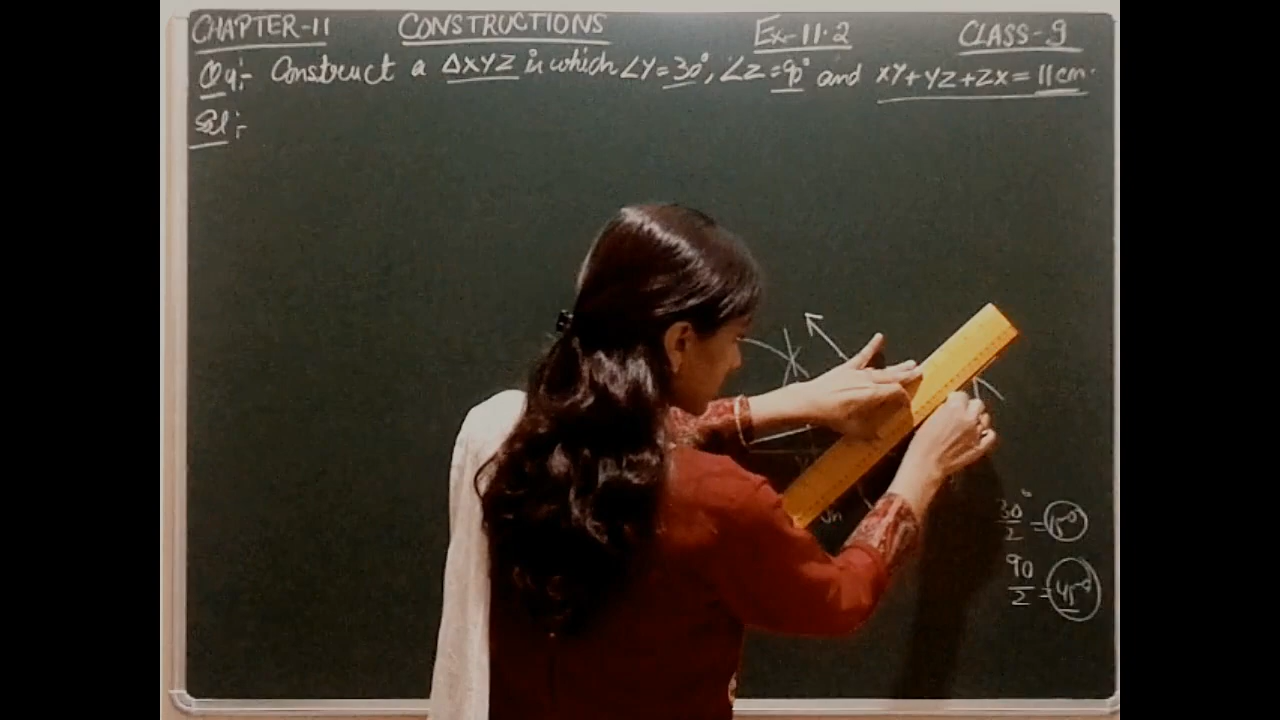 CHAPTER-11 CONSTRUCTIONS Ex-11.2 CLASS-9
Q4:- Construct a ΔXYZ in which ∠Y=30°, ∠Z=90° and XY+YZ+ZX=11cm.
Sol:
30°/2 = 15°
90/2 = 45°